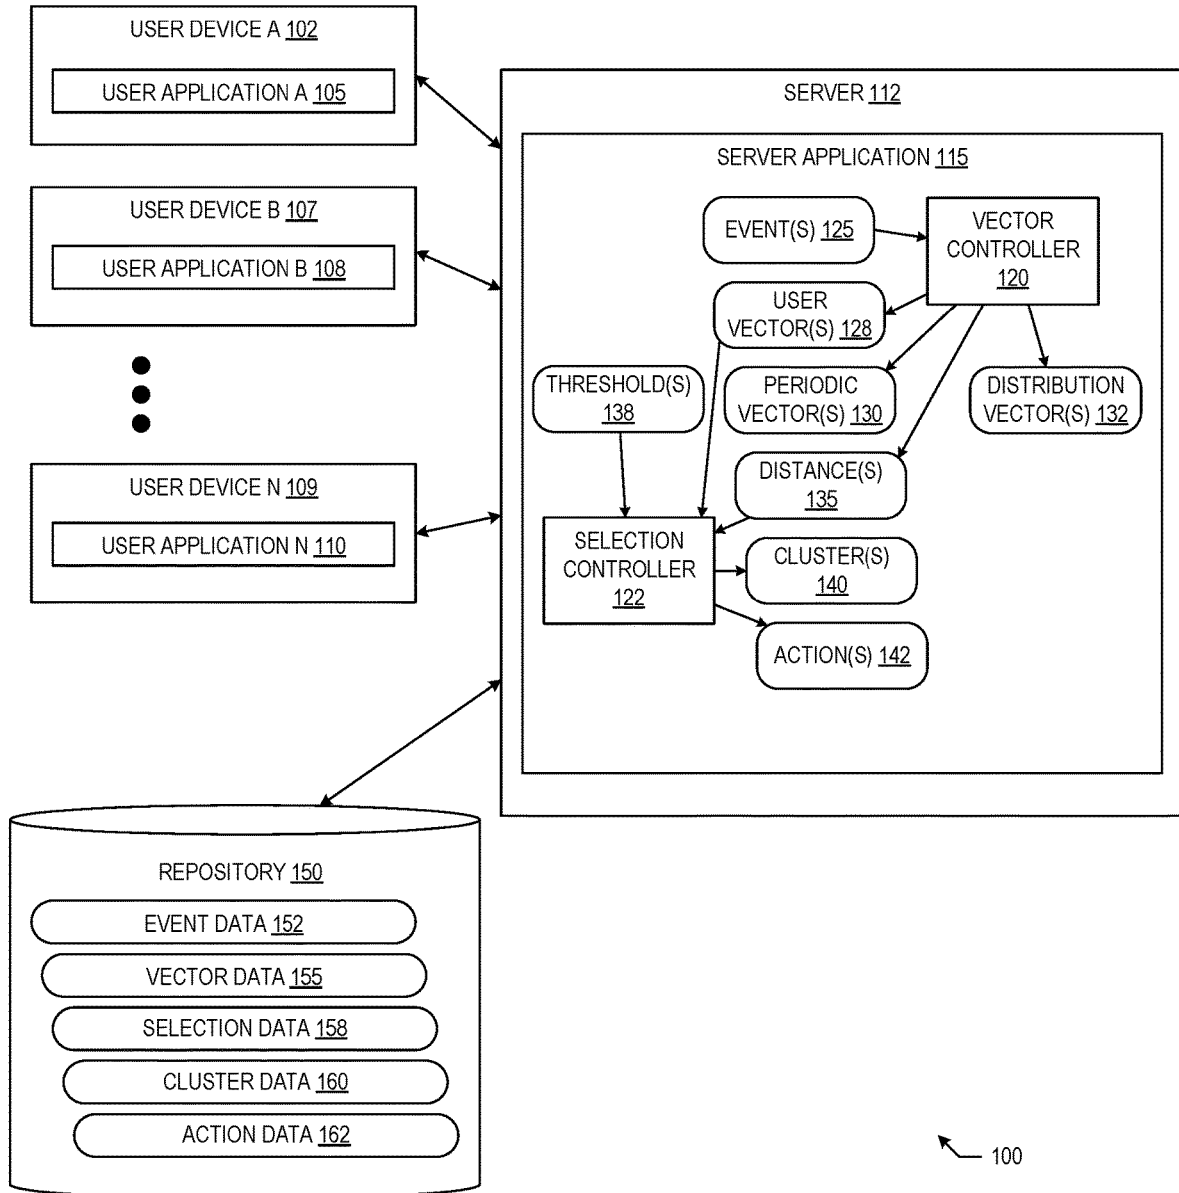 USER DEVICE A 102
USER APPLICATION A 105
USER DEVICE B 107
USER APPLICATION B 108
USER DEVICE N 109
USER APPLICATION N 110
SERVER 112
SERVER APPLICATION 115
EVENT(S) 125
VECTOR
CONTROLLER
120
USER
VECTOR(S) 128
THRESHOLD(S)
138
PERIODIC
VECTOR(S) 130
DISTRIBUTION
VECTOR(S) 132
DISTANCE(S)
135
SELECTION
CONTROLLER
122
CLUSTER(S)
140
ACTION(S) 142
REPOSITORY 150
EVENT DATA 152
VECTOR DATA 155
SELECTION DATA 158
CLUSTER DATA 160
ACTION DATA 162
100